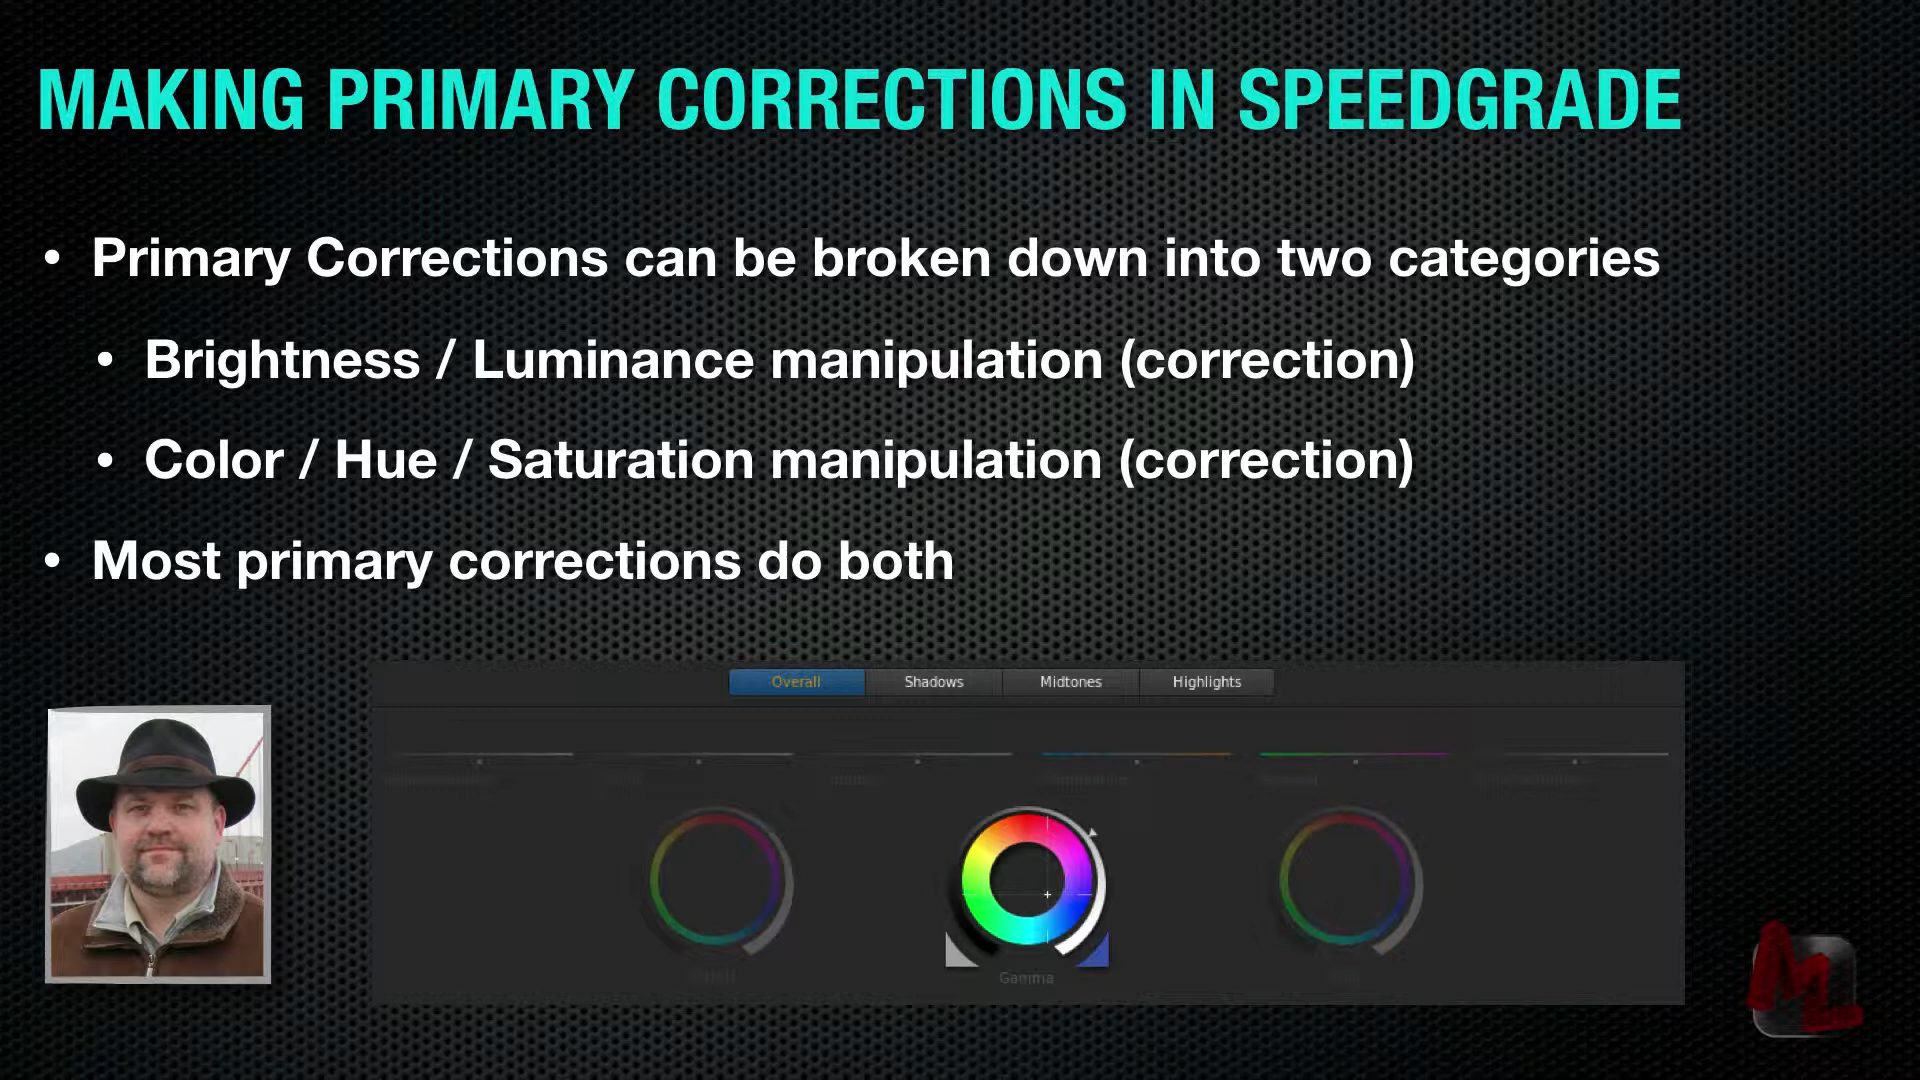 MAKING PRIMARY CORRECTIONS IN SPEEDGRADE
• Primary Corrections can be broken down into two categories
• Brightness / Luminance manipulation (correction)
• Color / Hue / Saturation manipulation (correction)
• Most primary corrections do both
Overall Shadows Midtones Highlights
Gamma
ML